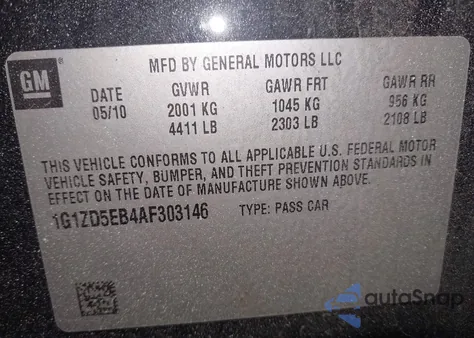 MFD BY GENERAL MOTORS LLC
GM
DATE GVWR GAWR FRT GAWR RR
05/10 2001 KG 1045 KG 956 KG
4411 LB 2303 LB 2108 LB
THIS VEHICLE CONFORMS TO ALL APPLICABLE U.S. FEDERAL MOTOR
VEHICLE SAFETY, BUMPER, AND THEFT PREVENTION STANDARDS IN
EFFECT ON THE DATE OF MANUFACTURE SHOWN ABOVE.
1G1ZD5EB4AF303146 TYPE: PASS CAR
autoSnap